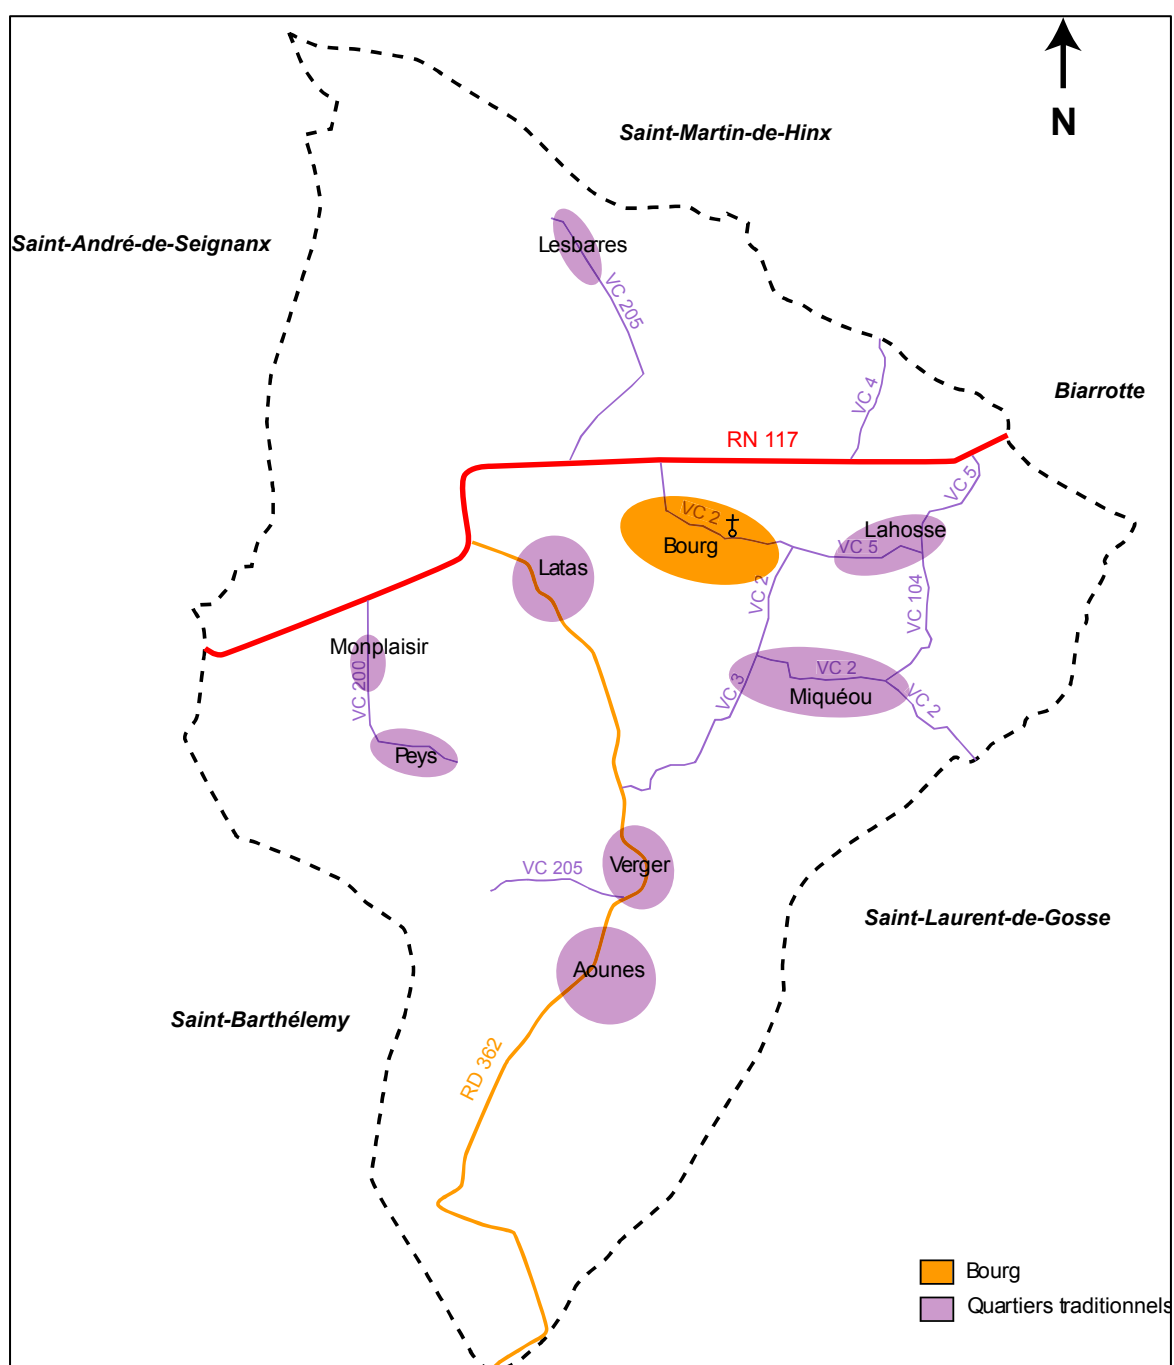 N
Saint-Martin-de-Hinx
Saint-André-de-Seignanx
Lesbarres
VC 205
Biarrotte
VC 4
RN 117
VC 5
VC 2
Bourg
Lahosse
VC 5
Latas
VC 2
VC 104
Monplaisir
VC 200
VC 2
Miquéou
VC 3
VC 2
Peys
Verger
VC 205
Saint-Laurent-de-Gosse
Aounes
Saint-Barthélemy
RD 362
Bourg
Quartiers traditionnels